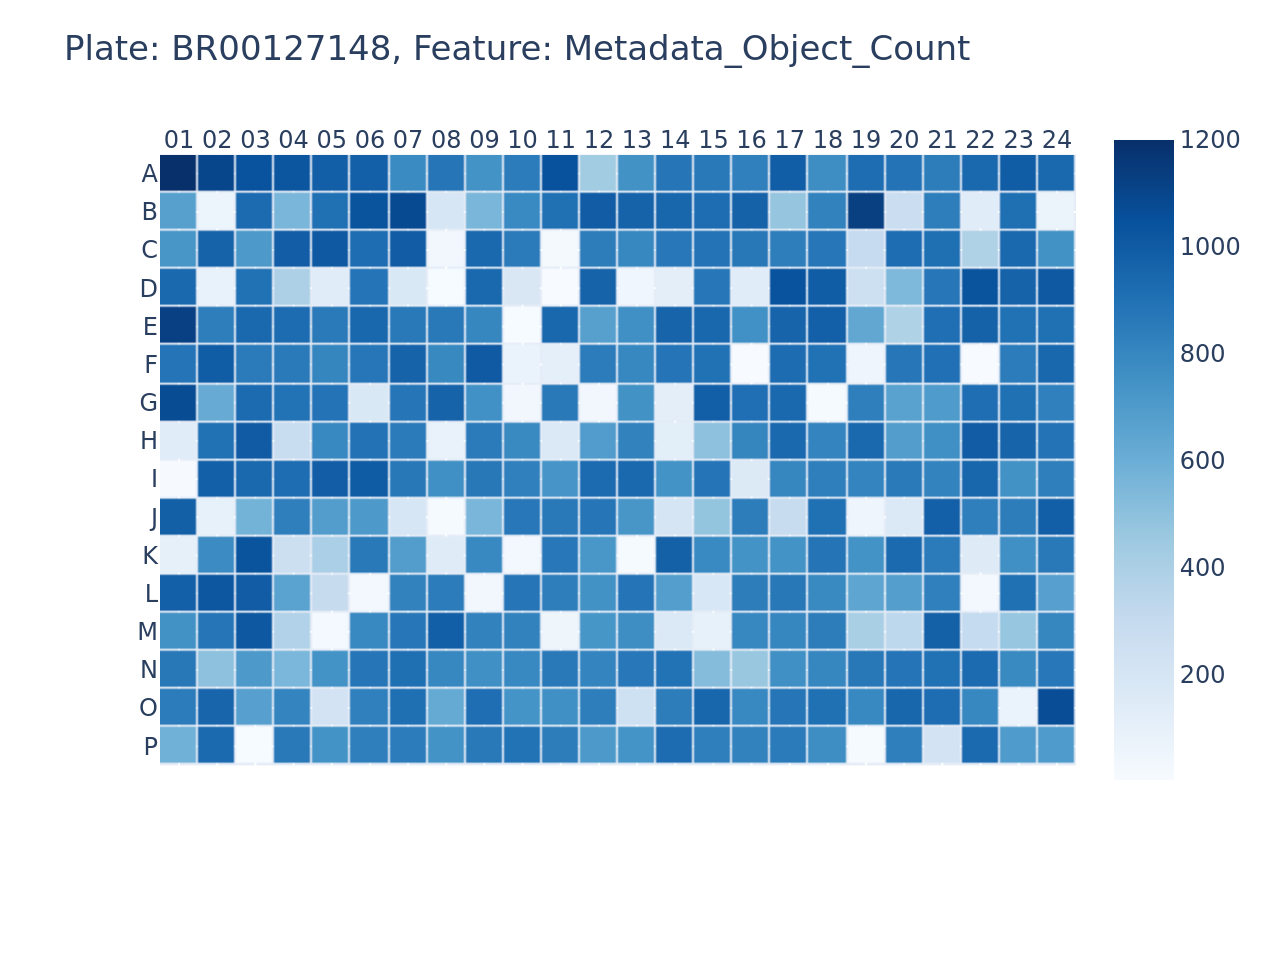 Plate: BR00127148, Feature: Metadata_Object_Count
01 02 03 04 05 06 07 08 09 10 11 12 13 14 15 16 17 18 19 20 21 22 23 24
1200
A
B
C
1000
D
E
800
F
G
H
600
I
J
K
400
L
M
N
200
O
P